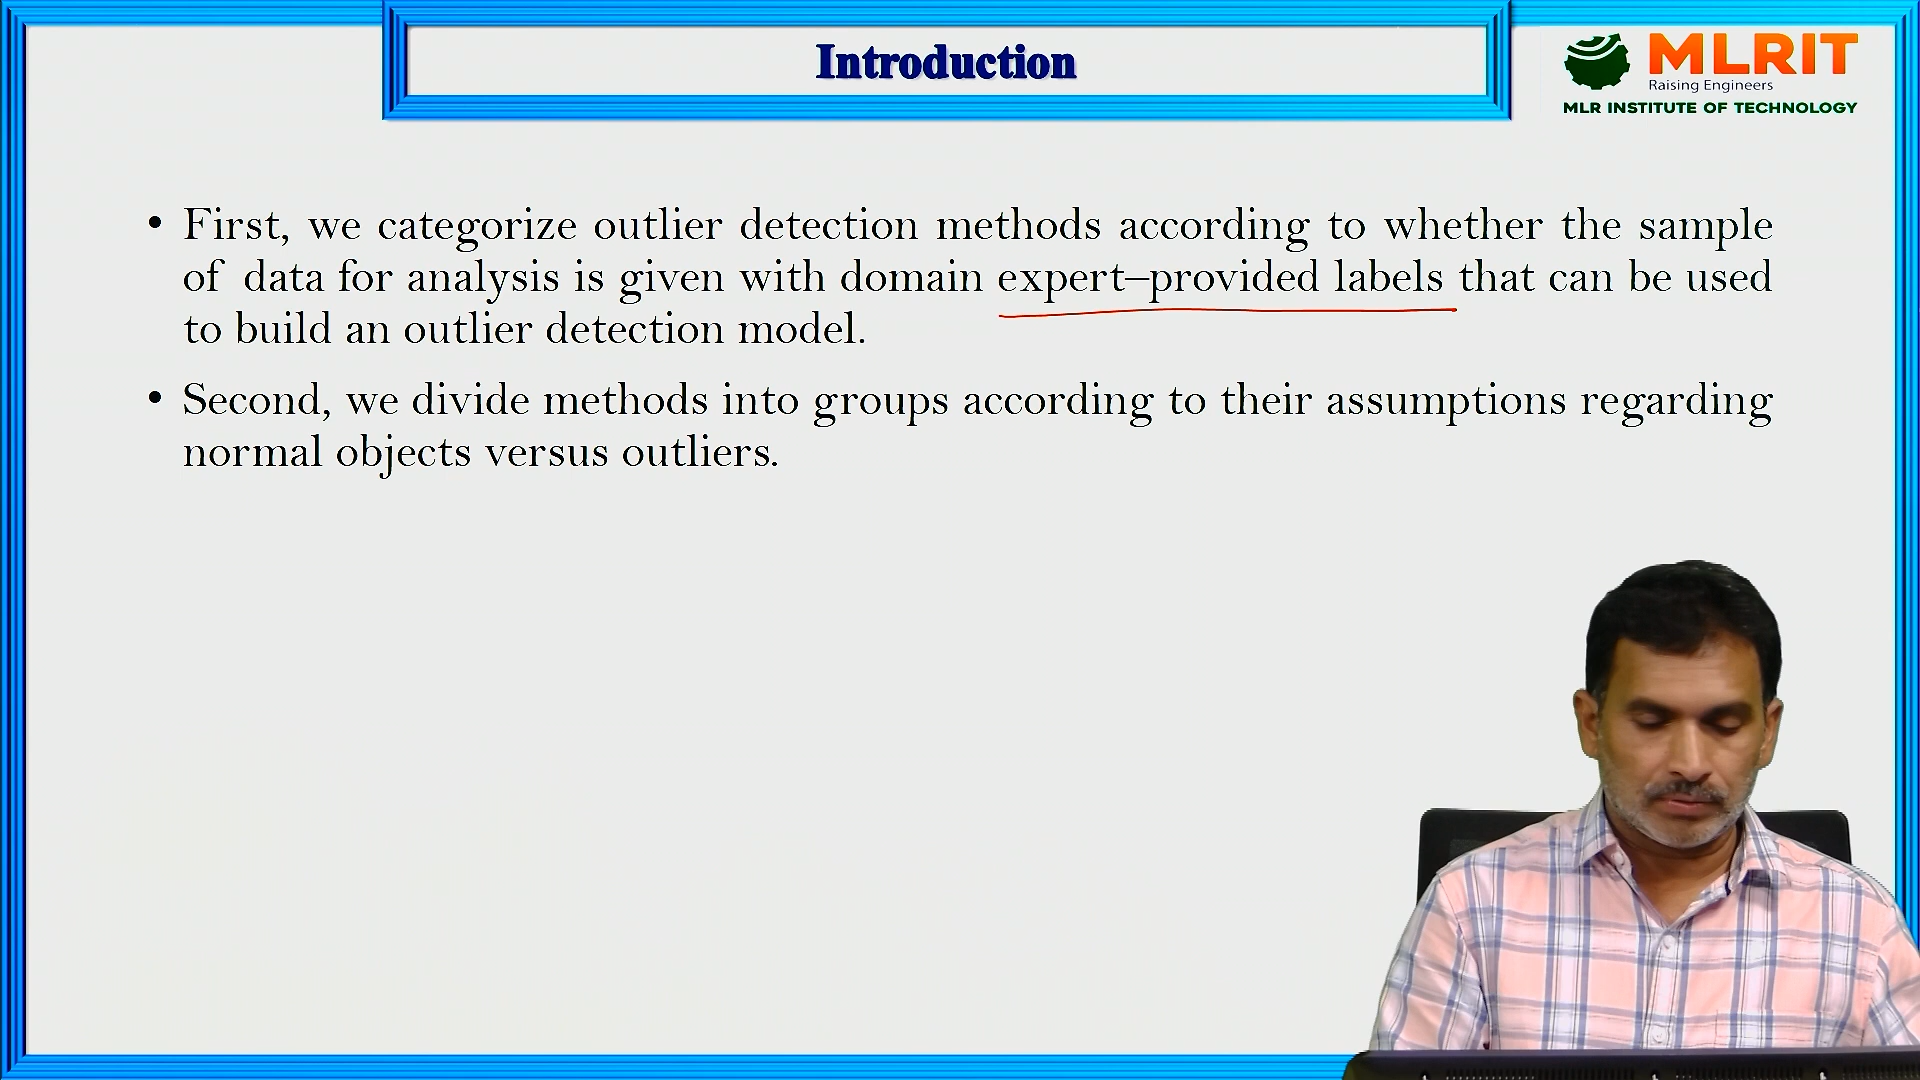 Introduction
MLRIT
Raising Engineers
MLR INSTITUTE OF TECHNOLOGY
• First, we categorize outlier detection methods according to whether the sample
of data for analysis is given with domain expert–provided labels that can be used
to build an outlier detection model.
• Second, we divide methods into groups according to their assumptions regarding
normal objects versus outliers.